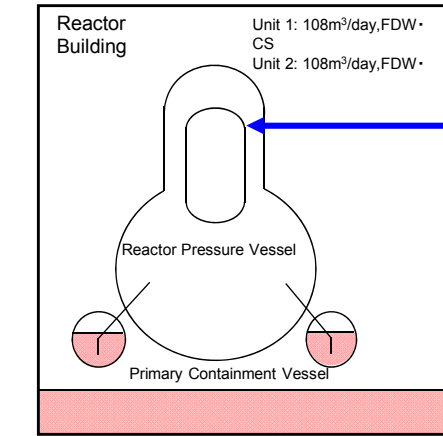 Reactor
Building
Unit 1: 108m³/day,FDW・
CS
Unit 2: 108m³/day,FDW・
Reactor Pressure Vessel
Primary Containment Vessel